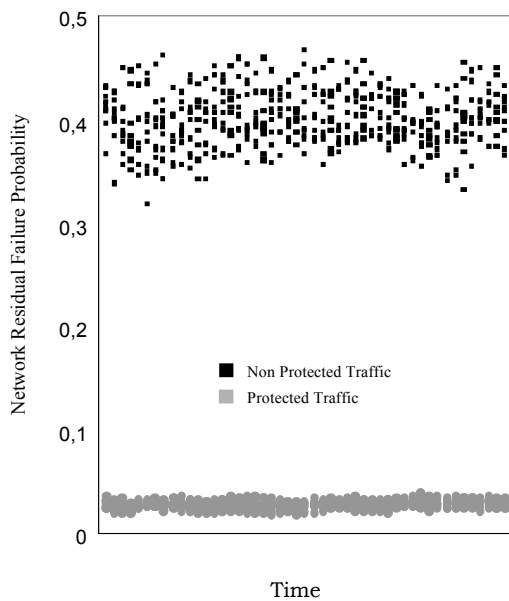 0,5
0,4
0,3
0,2
0,1
0
Network Residual Failure Probability
Non Protected Traffic
Protected Traffic
Time